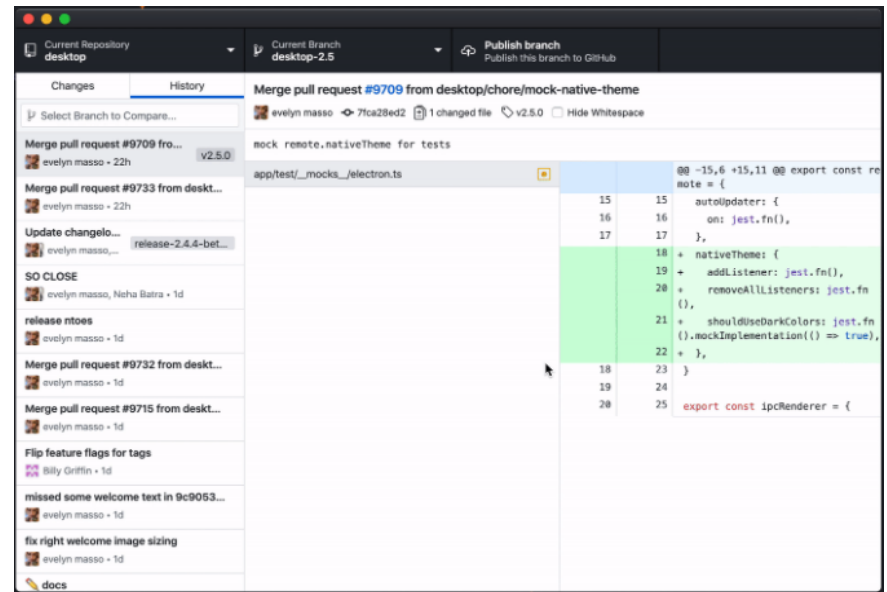 Current Repository
desktop
Current Branch
desktop-2.5
Publish branch
Publish this branch to GitHub
Changes
History
Select Branch to Compare...
Merge pull request #9709 fro...
evelyn masso • 22h
v2.5.0
Merge pull request #9733 from deskt...
evelyn masso • 22h
Update changelo...
evelyn masso,...
release-2.4.4-bet...
SO CLOSE
evelyn masso, Neha Batra • 1d
release ntoes
evelyn masso • 1d
Merge pull request #9732 from deskt...
evelyn masso • 1d
Merge pull request #9715 from deskt...
evelyn masso • 1d
Flip feature flags for tags
Billy Griffin • 1d
missed some welcome text in 9c9053...
evelyn masso • 1d
fix right welcome image sizing
evelyn masso • 1d
docs
Merge pull request #9709 from desktop/chore/mock-native-theme
evelyn masso 7fca28ed2 1 changed file v2.5.0 Hide Whitespace
mock remote.nativeTheme for tests
app/test/__mocks__/electron.ts
@@ -15,6 +15,11 @@ export const re
mote = {
15 15 autoUpdater: {
16 16 on: jest.fn(),
17 17 },
18 + nativeTheme: {
19 + addListener: jest.fn(),
20 + removeAllListeners: jest.fn
(),
21 + shouldUseDarkColors: jest.fn
().mockImplementation(() => true),
22 + },
18 23 }
19 24
20 25 export const ipcRenderer = {